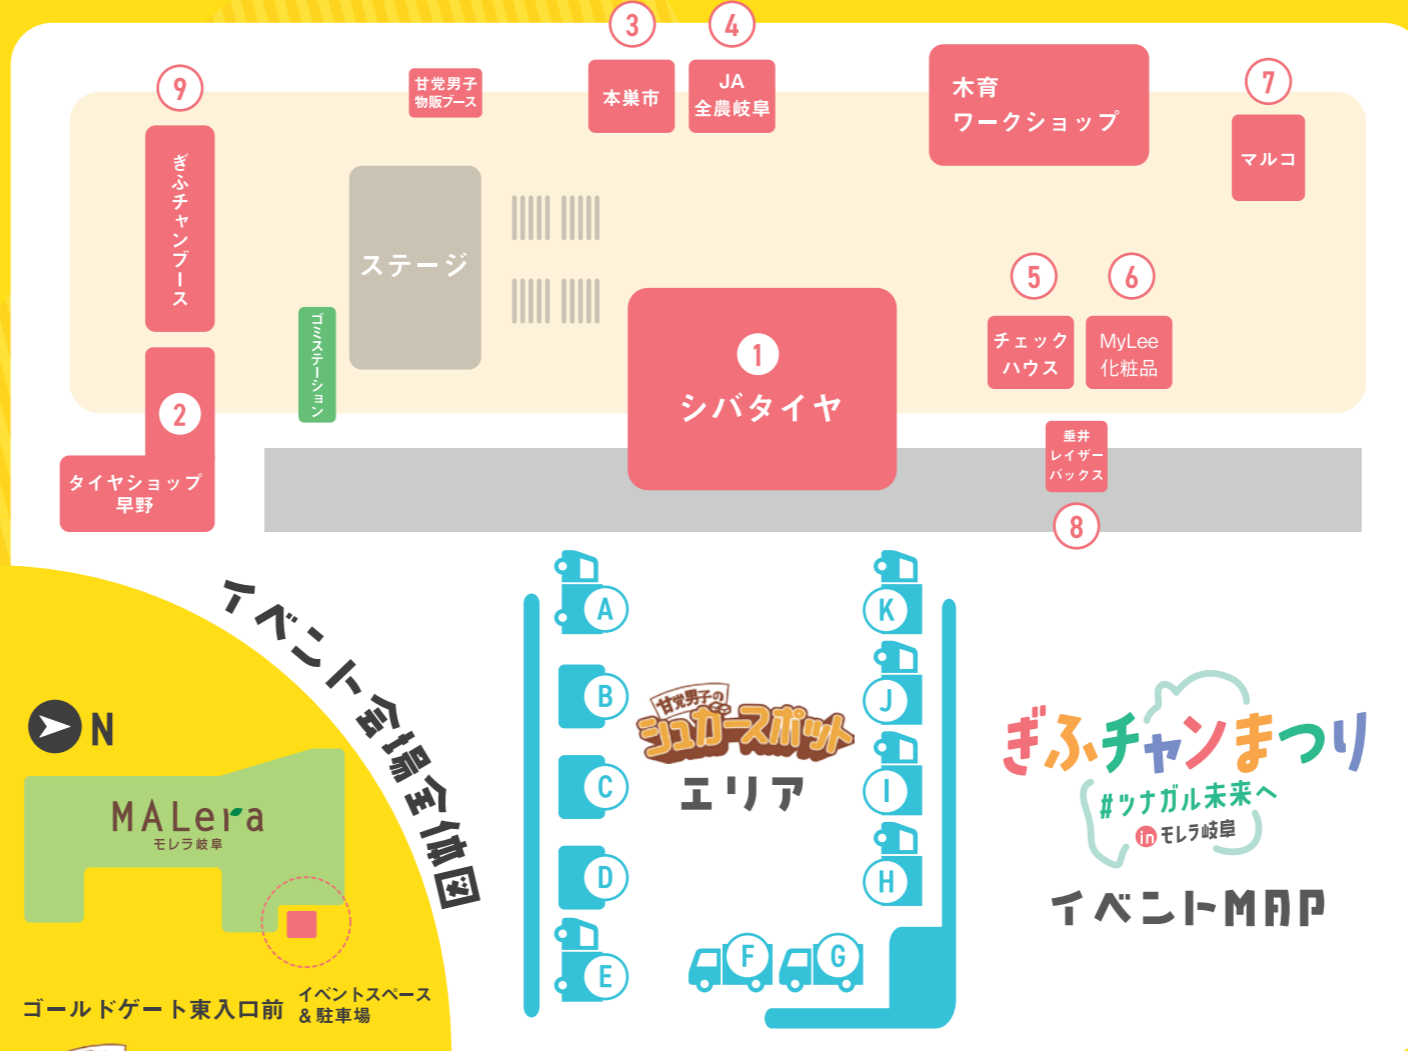 3
4
9
7
甘党男子
物販ブース
本巣市
JA
全農岐阜
木育
ワークショップ
マルコ
ぎふチャンブース
ステージ
ゴミステーション
5
6
1
シバタイヤ
チェック
ハウス
MyLee
化粧品
2
タイヤショップ
早野
垂井
レイザー
バックス
8
イベント会場全体図
N
MALera
モレラ岐阜
ゴールドゲート東入口前
イベントスペース
&駐車場
A
B
C
D
E
F
G
H
I
J
K
甘党男子の
シュガースポット
エリア
ぎふチャンまつり
#ツナガル未来へ
in モレラ岐阜
イベントMAP